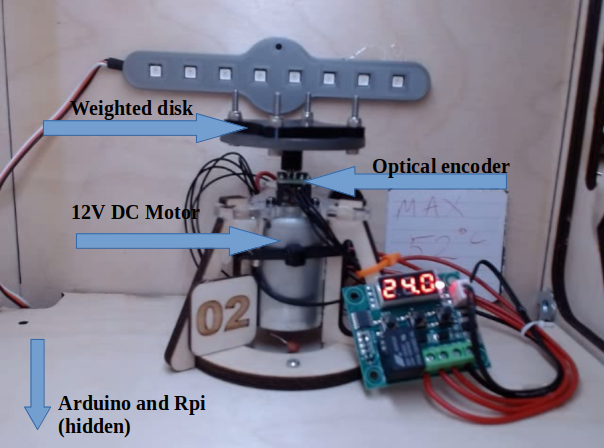 Weighted disk
Optical encoder
12V DC Motor
MAX
52°C
24.0
02
Arduino and Rpi
(hidden)